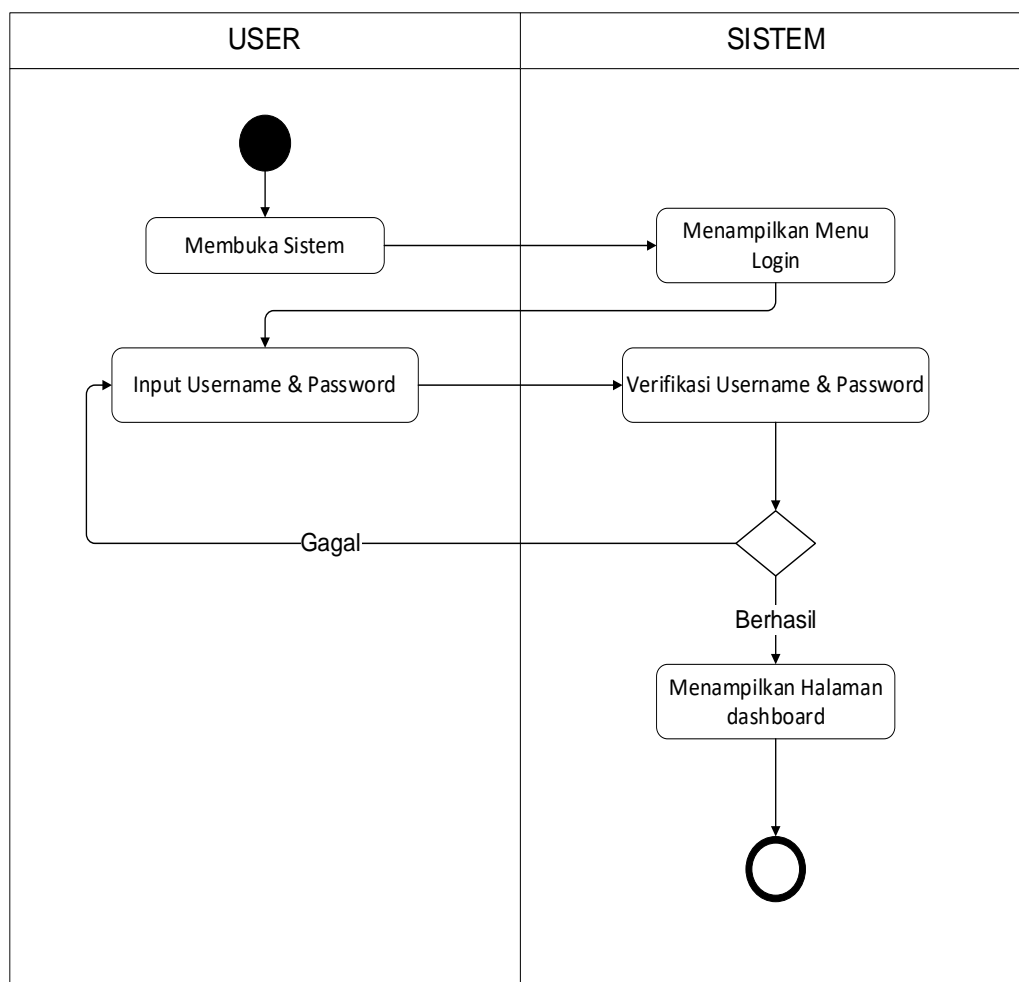 USER
SISTEM
Membuka Sistem
Menampilkan Menu
Login
Input Username & Password
Verifikasi Username & Password
Gagal
Berhasil
Menampilkan Halaman
dashboard